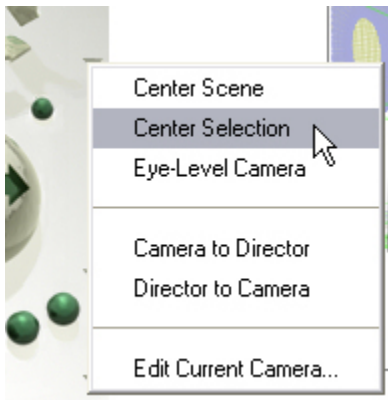 Center Scene
Center Selection
Eye-Level Camera
Camera to Director
Director to Camera
Edit Current Camera...